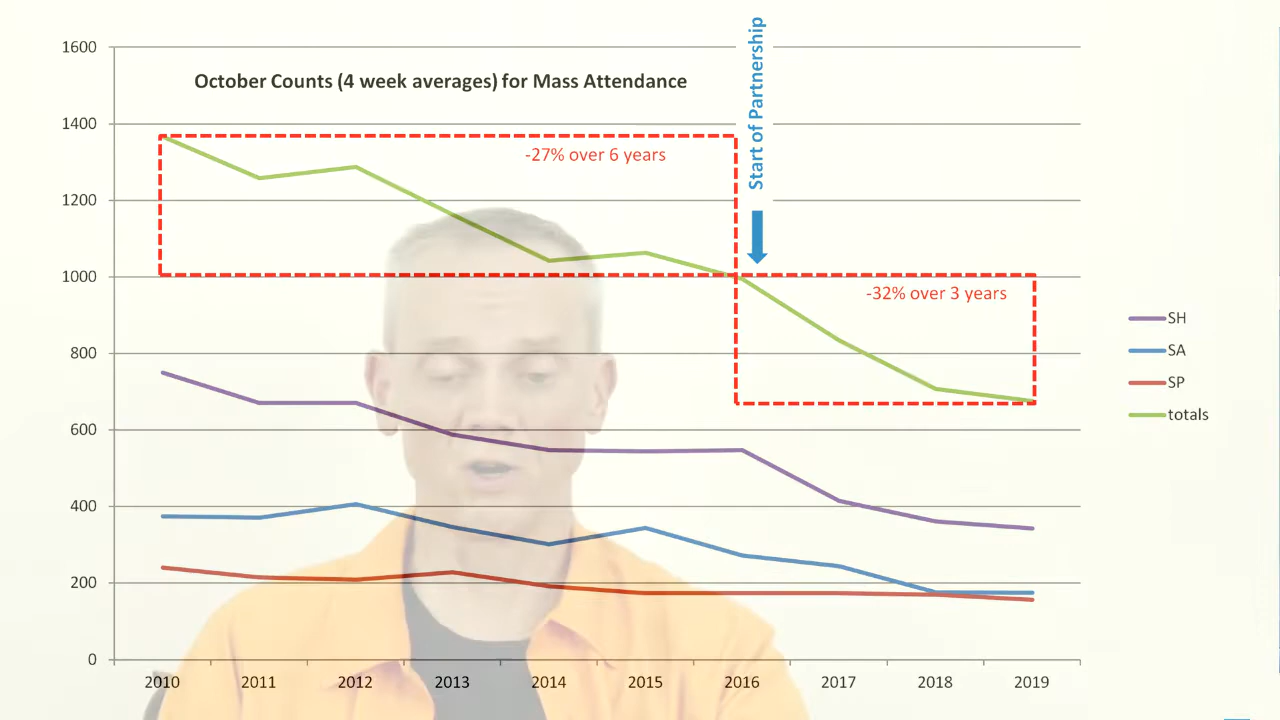 Start of Partnership
1600
October Counts (4 week averages) for Mass Attendance
1400
-27% over 6 years
1200
1000
-32% over 3 years
800
600
400
200
0
SH
SA
SP
totals
2010 2011 2012 2013 2014 2015 2016 2017 2018 2019